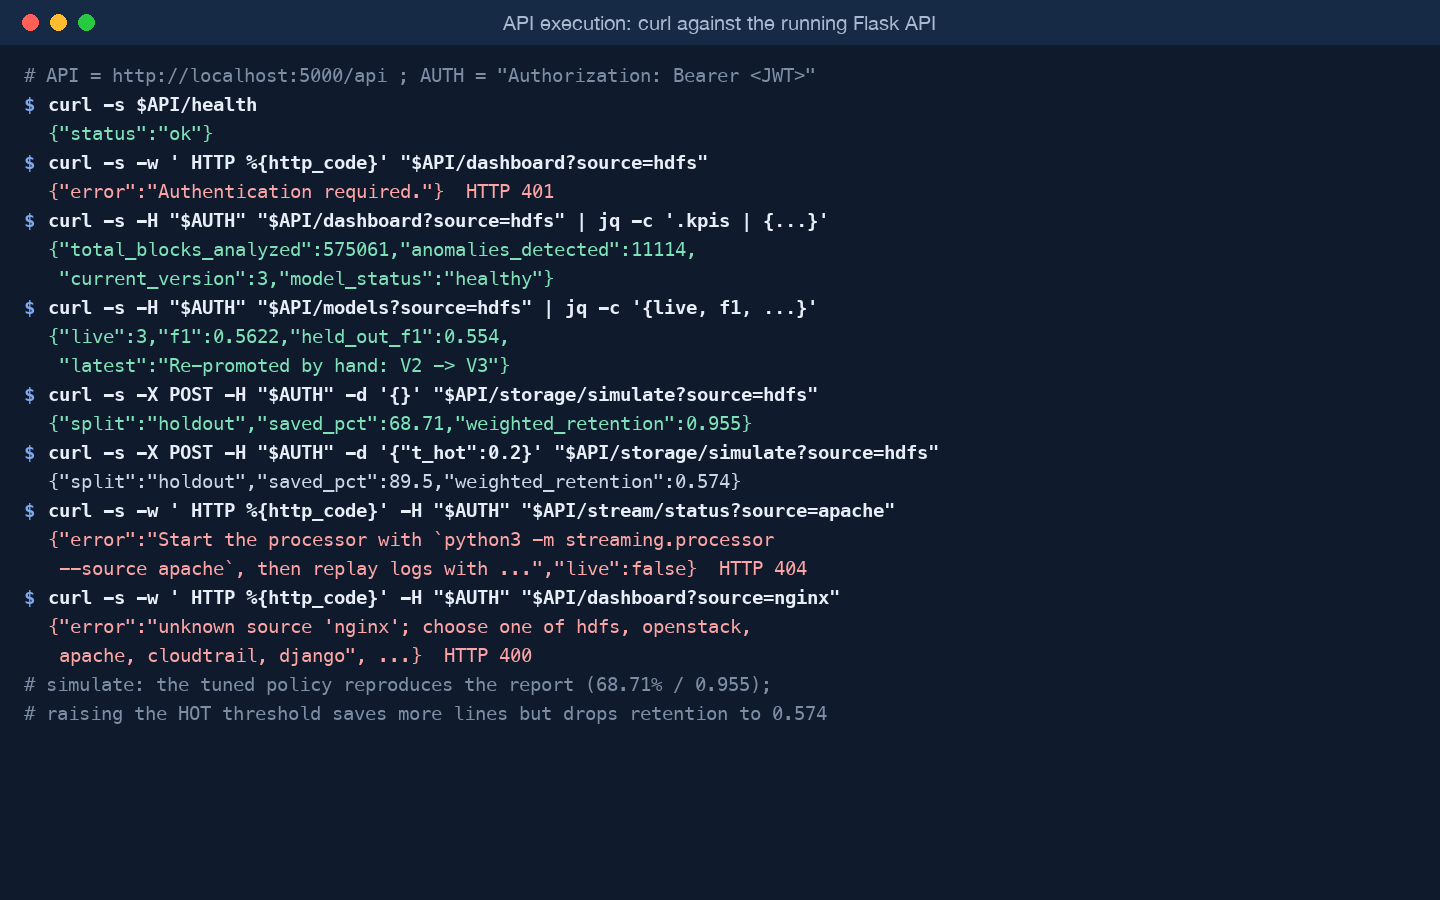 API execution: curl against the running Flask API
# API = http://localhost:5000/api ; AUTH = "Authorization: Bearer <JWT>"
$ curl -s $API/health
{"status":"ok"}
$ curl -s -w ' HTTP %{http_code}' "$API/dashboard?source=hdfs"
{"error":"Authentication required."}  HTTP 401
$ curl -s -H "$AUTH" "$API/dashboard?source=hdfs" | jq -c '.kpis | {...}'
{"total_blocks_analyzed":575061,"anomalies_detected":11114,
"current_version":3,"model_status":"healthy"}
$ curl -s -H "$AUTH" "$API/models?source=hdfs" | jq -c '{live, f1, ...}'
{"live":3,"f1":0.5622,"held_out_f1":0.554,
"latest":"Re-promoted by hand: V2 -> V3"}
$ curl -s -X POST -H "$AUTH" -d '{}' "$API/storage/simulate?source=hdfs"
{"split":"holdout","saved_pct":68.71,"weighted_retention":0.955}
$ curl -s -X POST -H "$AUTH" -d '{"t_hot":0.2}' "$API/storage/simulate?source=hdfs"
{"split":"holdout","saved_pct":89.5,"weighted_retention":0.574}
$ curl -s -w ' HTTP %{http_code}' -H "$AUTH" "$API/stream/status?source=apache"
{"error":"Start the processor with `python3 -m streaming.processor
--source apache`, then replay logs with ...","live":false}  HTTP 404
$ curl -s -w ' HTTP %{http_code}' -H "$AUTH" "$API/dashboard?source=nginx"
{"error":"unknown source 'nginx'; choose one of hdfs, openstack,
apache, cloudtrail, django", ...}  HTTP 400
# simulate: the tuned policy reproduces the report (68.71% / 0.955);
# raising the HOT threshold saves more lines but drops retention to 0.574